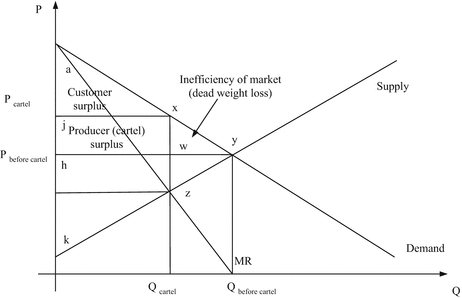 P
a
Customer
surplus
Inefficiency of market
(dead weight loss)
Supply
P cartel
j
x
Producer (cartel)
surplus
w
y
P before cartel
h
z
k
MR
Demand
Q cartel
Q before cartel
Q